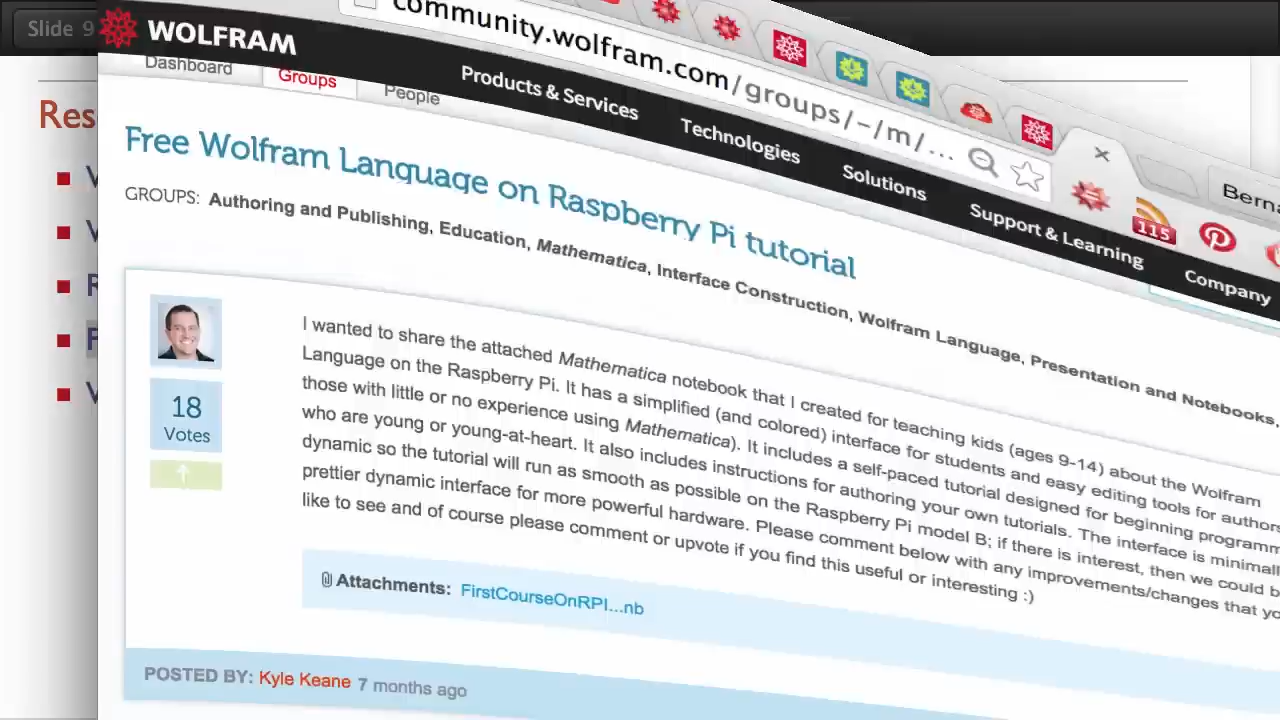 Slide 9
WOLFRAM
community.wolfram.com/groups/-/m/...
Products & Services
Technologies
Solutions
Support & Learning
Company
Berna
115
Dashboard
Groups
People
Res
Free Wolfram Language on Raspberry Pi tutorial
GROUPS: Authoring and Publishing, Education, Mathematica, Interface Construction, Wolfram Language, Presentation and Notebooks,
18
Votes
I wanted to share the attached Mathematica notebook that I created for teaching kids (ages 9-14) about the Wolfram
Language on the Raspberry Pi. It has a simplified (and colored) interface for students and easy editing tools for authors
those with little or no experience using Mathematica). It includes a self-paced tutorial designed for beginning programm
who are young or young-at-heart. It also includes instructions for authoring your own tutorials. The interface is minimall
dynamic so the tutorial will run as smooth as possible on the Raspberry Pi model B; if there is interest, then we could b
prettier dynamic interface for more powerful hardware. Please comment below with any improvements/changes that yo
like to see and of course please comment or upvote if you find this useful or interesting :)
Attachments: FirstCourseOnRPI...nb
POSTED BY: Kyle Keane 7 months ago